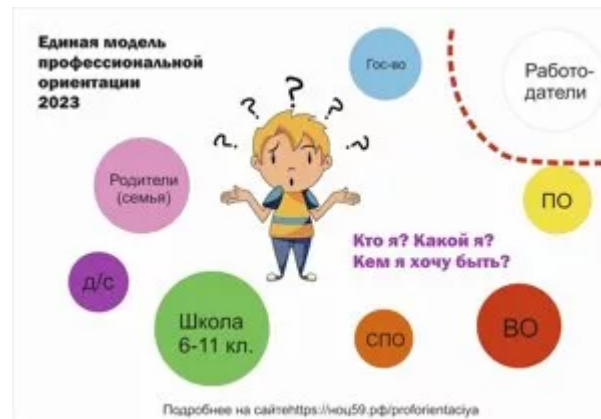 Единая модель
профессиональной
ориентации
2023
Гос-во
Работо-
датели
? ? ? ? ?
Родители
(семья)
ПО
Кто я? Какой я?
Кем я хочу быть?
д/с
Школа
6-11 кл.
СПО
ВО
Подробнее на сайтеhttps://ноц59.рф/proforientaciya